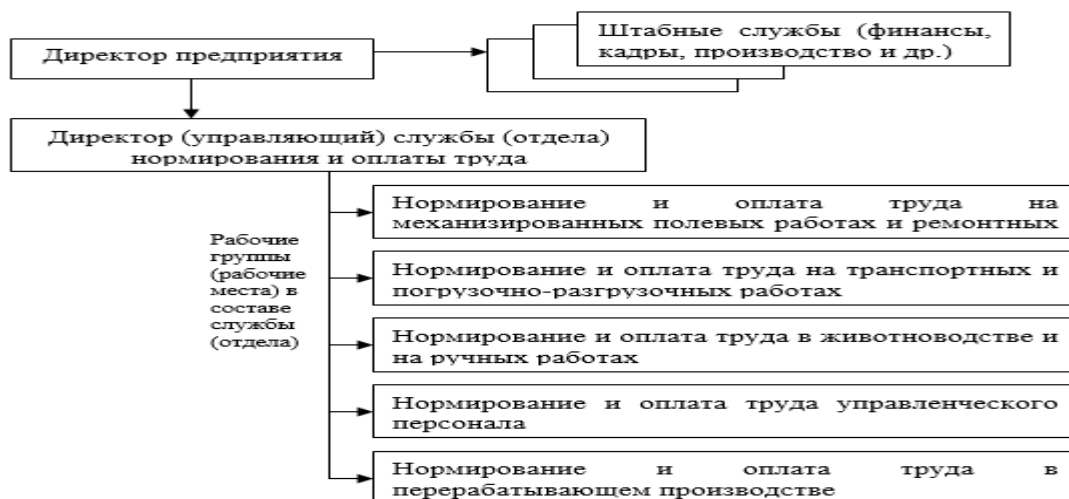 Штабные службы (финансы,
кадры, производство и др.)
Директор предприятия
Директор (управляющий) службы (отдела)
нормирования и оплаты труда
Рабочие
группы
(рабочие
места) в
составе
службы
(отдела)
Нормирование и оплата труда на
механизированных полевых работах и ремонтных
Нормирование и оплата труда на транспортных и
погрузочно-разгрузочных работах
Нормирование и оплата труда в животноводстве и
на ручных работах
Нормирование и оплата труда управленческого
персонала
Нормирование и оплата труда в
перерабатывающем производстве